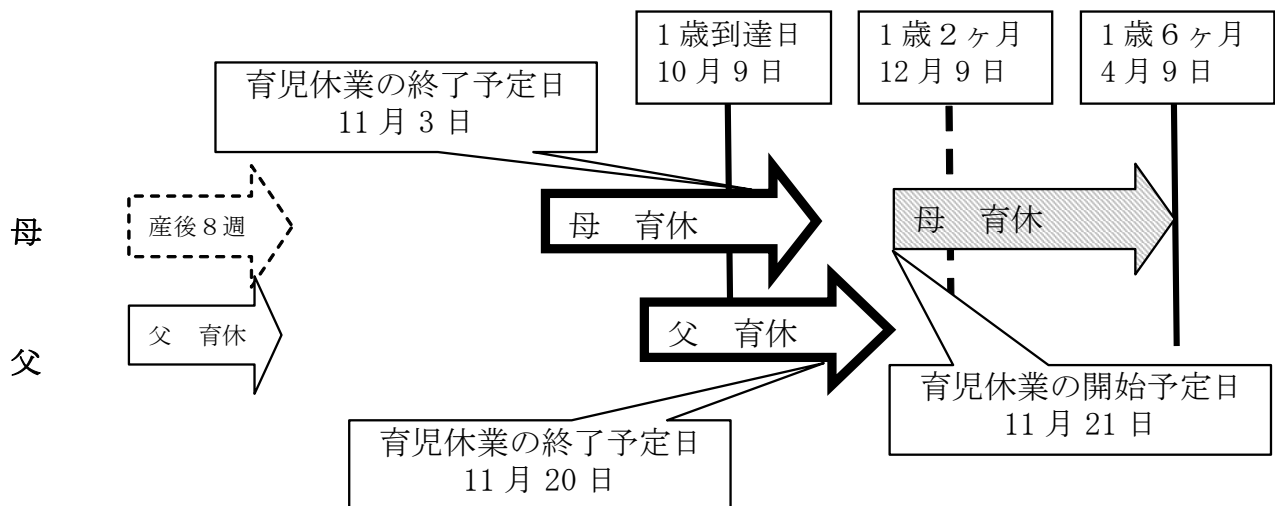 1歳到達日
10月9日
1歳2ヶ月
12月9日
1歳6ヶ月
4月9日
育児休業の終了予定日
11月3日
母
産後8週
母 育休
母 育休
父
父 育休
父 育休
育児休業の開始予定日
11月21日
育児休業の終了予定日
11月20日